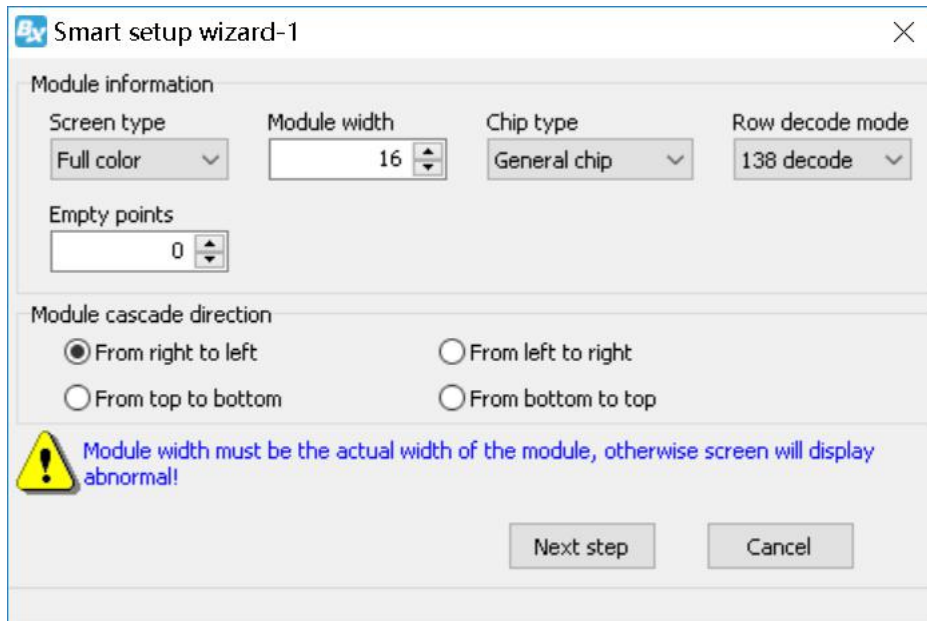 BX Smart setup wizard-1
Module information
Screen type Module width Chip type Row decode mode
Full color 16 General chip 138 decode
Empty points
0
Module cascade direction
From right to left From left to right
From top to bottom From bottom to top
Module width must be the actual width of the module, otherwise screen will display
abnormal!
Next step Cancel